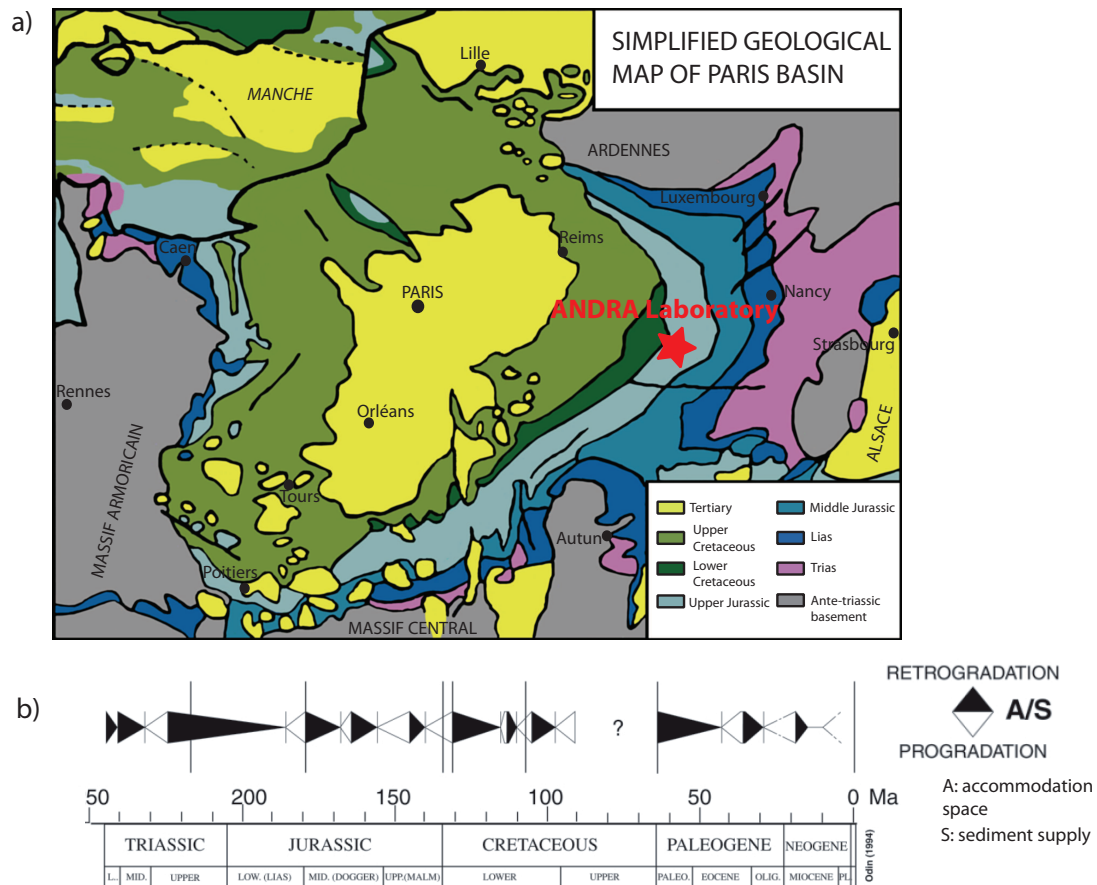 a)
SIMPLIFIED GEOLOGICAL
MAP OF PARIS BASIN
Lille
MANCHE
ARDENNES
Luxembourg
Caen
Reims
PARIS
ANDRA Laboratory
Nancy
Strasbourg
Rennes
Orléans
ALSACE
MASSIF ARMORICAIN
Tours
Autun
Poitiers
MASSIF CENTRAL
Tertiary
Upper
Cretaceous
Lower
Cretaceous
Upper Jurassic
Middle Jurassic
Lias
Trias
Ante-triassic
basement
b)
?
RETROGRADATION
A/S
PROGRADATION
A: accommodation
space
S: sediment supply
50 200 150 100 50 0 Ma
TRIASSIC JURASSIC CRETACEOUS PALEOGENE NEOGENE
L.. MID. UPPER LOW. (LIAS) MID. (DOGGER) UPP.(MALM) LOWER UPPER PALEO. EOCENE OLIG. MIOCENE PL.
Odin (1994)